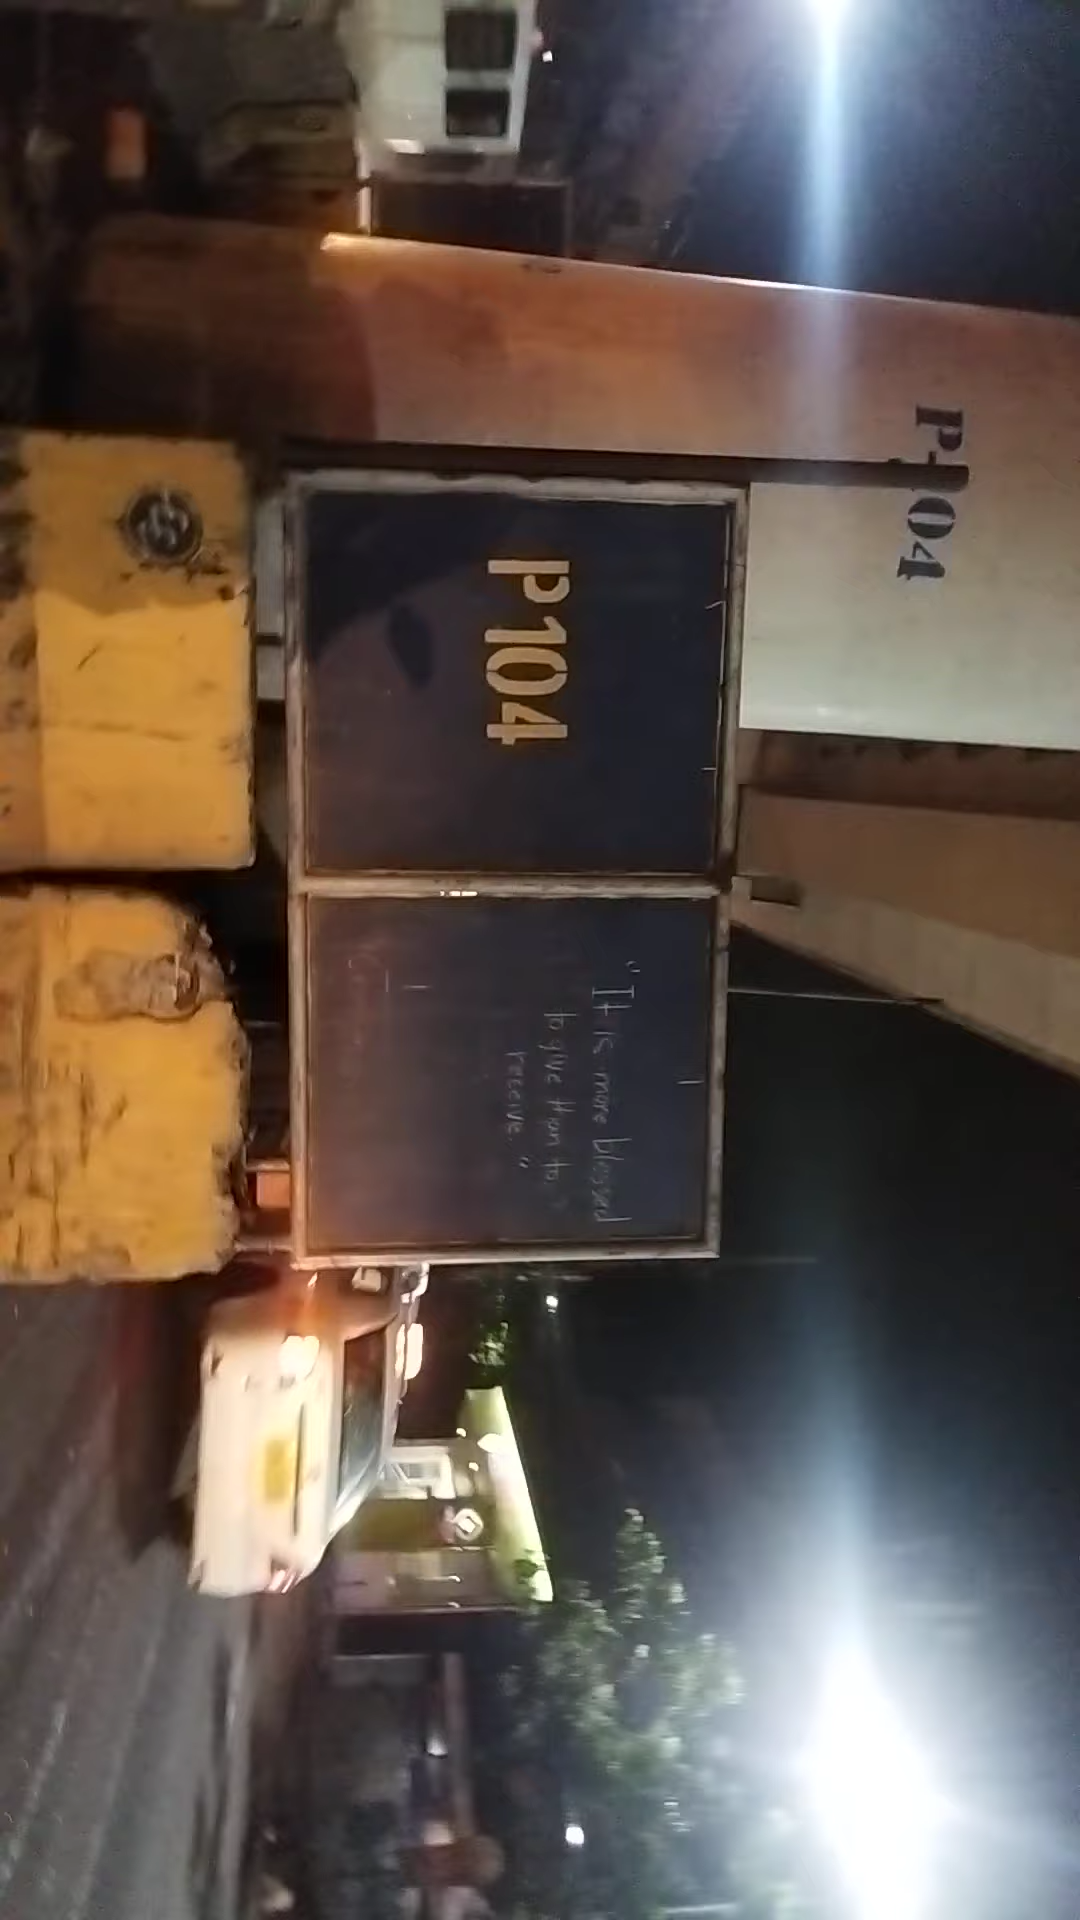 P-104
P104
"It is more blessed
to give than to
receive."